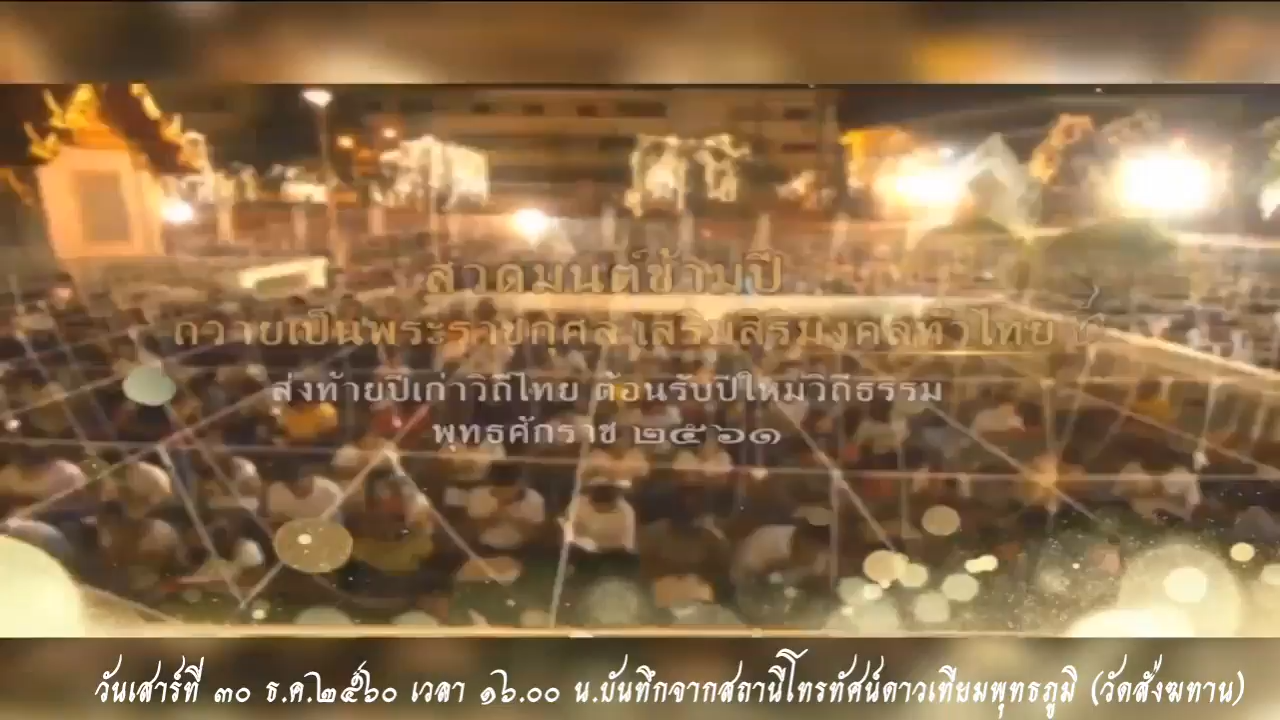 สวดมนต์ข้ามปี
ถวายเป็นพระราชกุศล เสริมสิริมงคลทั่วไทย
ส่งท้ายปีเก่าวิถีไทย ต้อนรับปีใหม่วิถีธรรม
พุทธศักราช ๒๕๖๑
วันเสาร์ที่ ๓๐ ธ.ค.๒๕๖๐ เวลา ๑๖.๐๐ น.บันทึกจากสถานีโทรทัศน์ดาวเทียมพุทธภูมิ (วัดสังฆทาน)